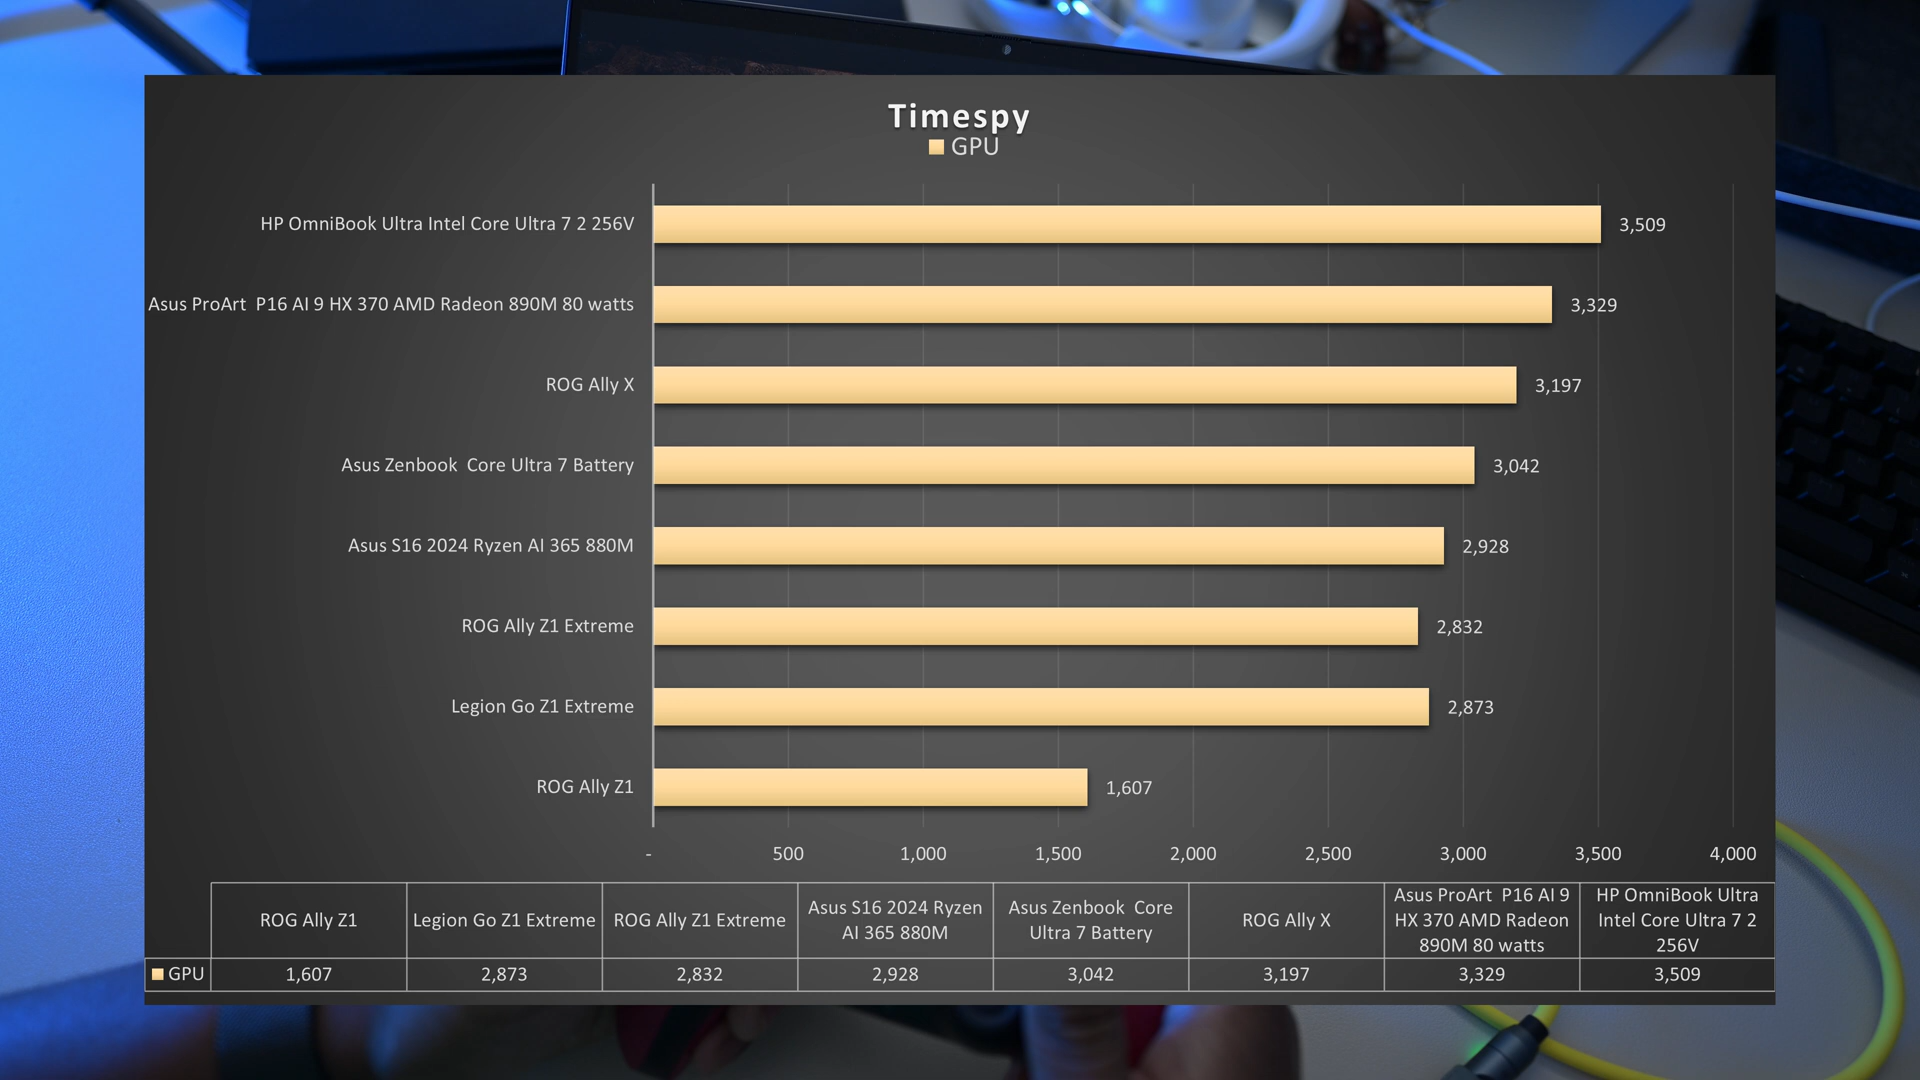 Timespy
GPU
HP OmniBook Ultra Intel Core Ultra 7 2 256V
3,509
Asus ProArt  P16 AI 9 HX 370 AMD Radeon 890M 80 watts
3,329
ROG Ally X
3,197
Asus Zenbook  Core Ultra 7 Battery
3,042
Asus S16 2024 Ryzen AI 365 880M
2,928
ROG Ally Z1 Extreme
2,832
Legion Go Z1 Extreme
2,873
ROG Ally Z1
1,607
- 500 1,000 1,500 2,000 2,500 3,000 3,500 4,000
ROG Ally Z1
Legion Go Z1 Extreme
ROG Ally Z1 Extreme
Asus S16 2024 Ryzen
AI 365 880M
Asus Zenbook  Core
Ultra 7 Battery
ROG Ally X
Asus ProArt  P16 AI 9
HX 370 AMD Radeon
890M 80 watts
HP OmniBook Ultra
Intel Core Ultra 7 2
256V
GPU 1,607 2,873 2,832 2,928 3,042 3,197 3,329 3,509